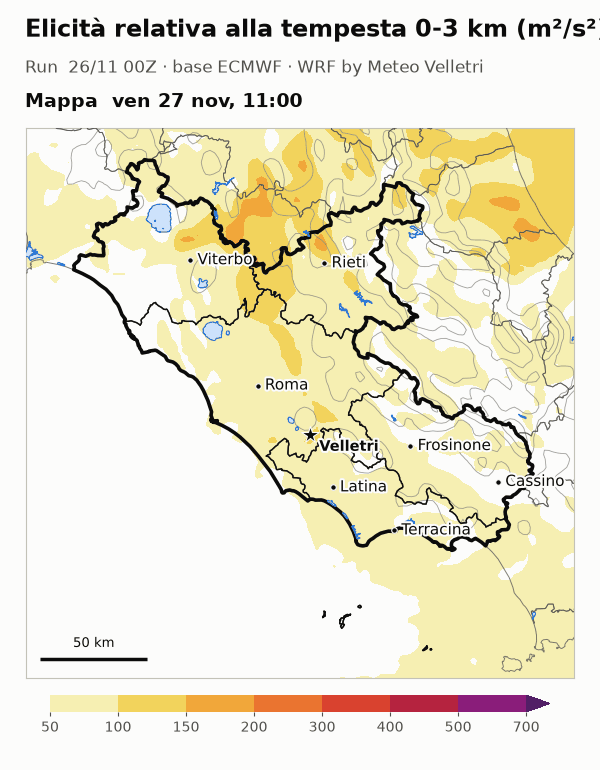 Elicità relativa alla tempesta 0-3 km (m²/s²)
Run  26/11 00Z · base ECMWF · WRF by Meteo Velletri
Mappa  ven 27 nov, 11:00
Viterbo
Rieti
Roma
Velletri
Frosinone
Cassino
Latina
Terracina
50 km
50 100 150 200 300 400 500 700